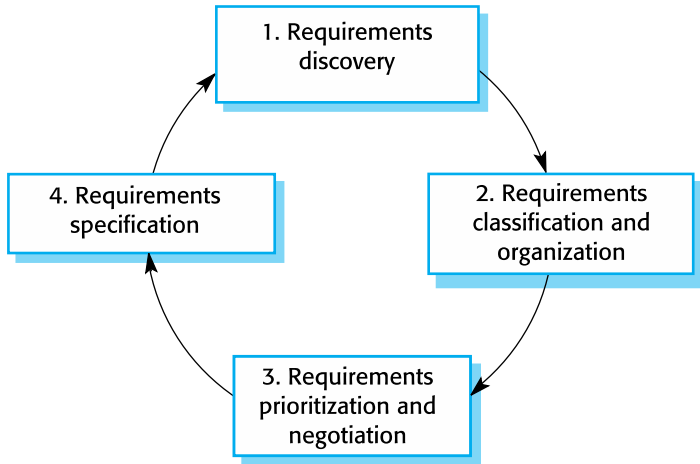 1. Requirements
discovery
2. Requirements
classification and
organization
3. Requirements
prioritization and
negotiation
4. Requirements
specification